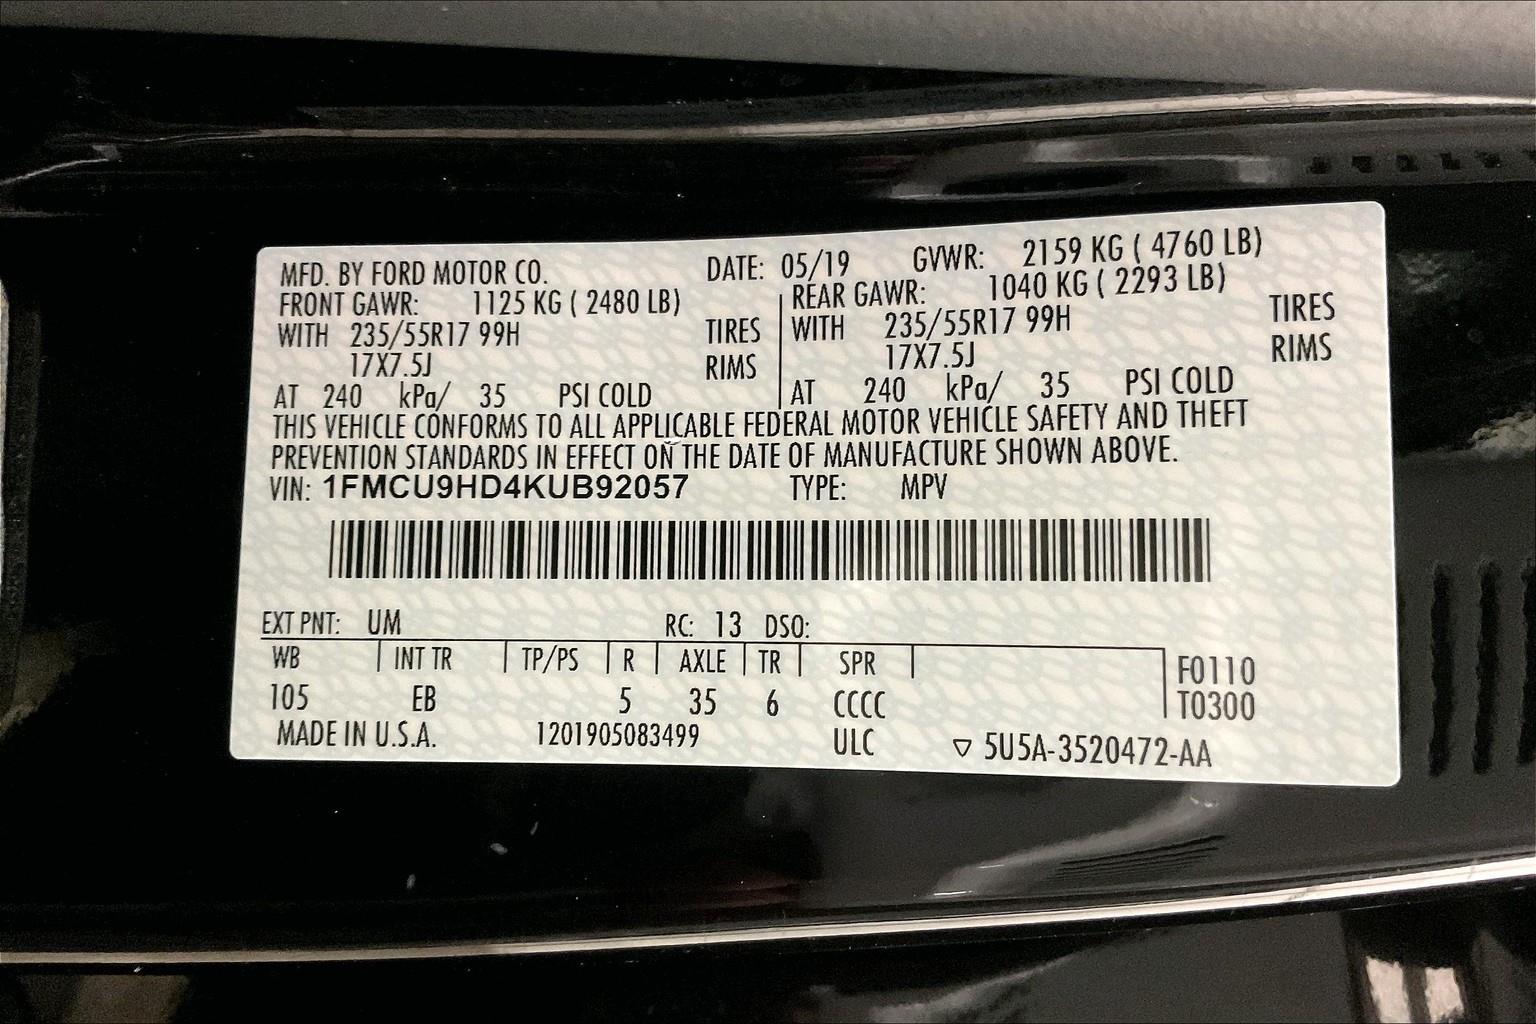 MFD. BY FORD MOTOR CO. DATE: 05/19 GVWR: 2159 KG ( 4760 LB)
FRONT GAWR: 1125 KG ( 2480 LB) REAR GAWR: 1040 KG ( 2293 LB)
WITH 235/55R17 99H TIRES WITH 235/55R17 99H TIRES
17X7.5J RIMS 17X7.5J RIMS
AT 240 kPa/ 35 PSI COLD AT 240 kPa/ 35 PSI COLD
THIS VEHICLE CONFORMS TO ALL APPLICABLE FEDERAL MOTOR VEHICLE SAFETY AND THEFT
PREVENTION STANDARDS IN EFFECT ON THE DATE OF MANUFACTURE SHOWN ABOVE.
VIN: 1FMCU9HD4KUB92057 TYPE: MPV
EXT PNT: UM RC: 13 DSO:
WB INT TR TP/PS R AXLE TR SPR F0110
105 EB 5 35 6 CCCC T0300
MADE IN U.S.A. 1201905083499 ULC ▽ 5U5A-3520472-AA